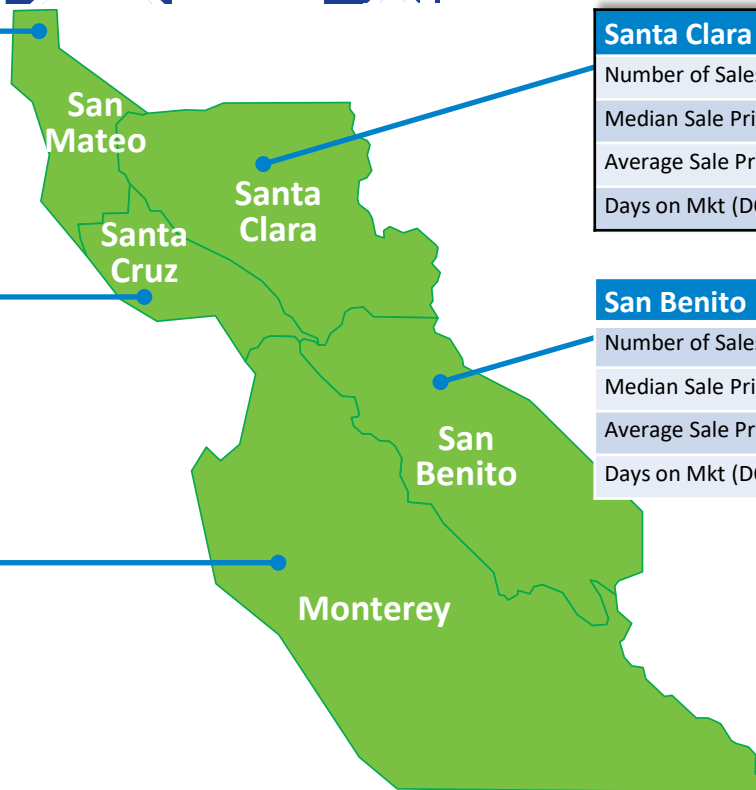 San
Mateo
Santa
Clara
Santa
Cruz
San
Benito
Monterey
Santa Clara
Number of Sale
Median Sale Pri
Average Sale Pr
Days on Mkt (D
San Benito
Number of Sale
Median Sale Pri
Average Sale Pr
Days on Mkt (D